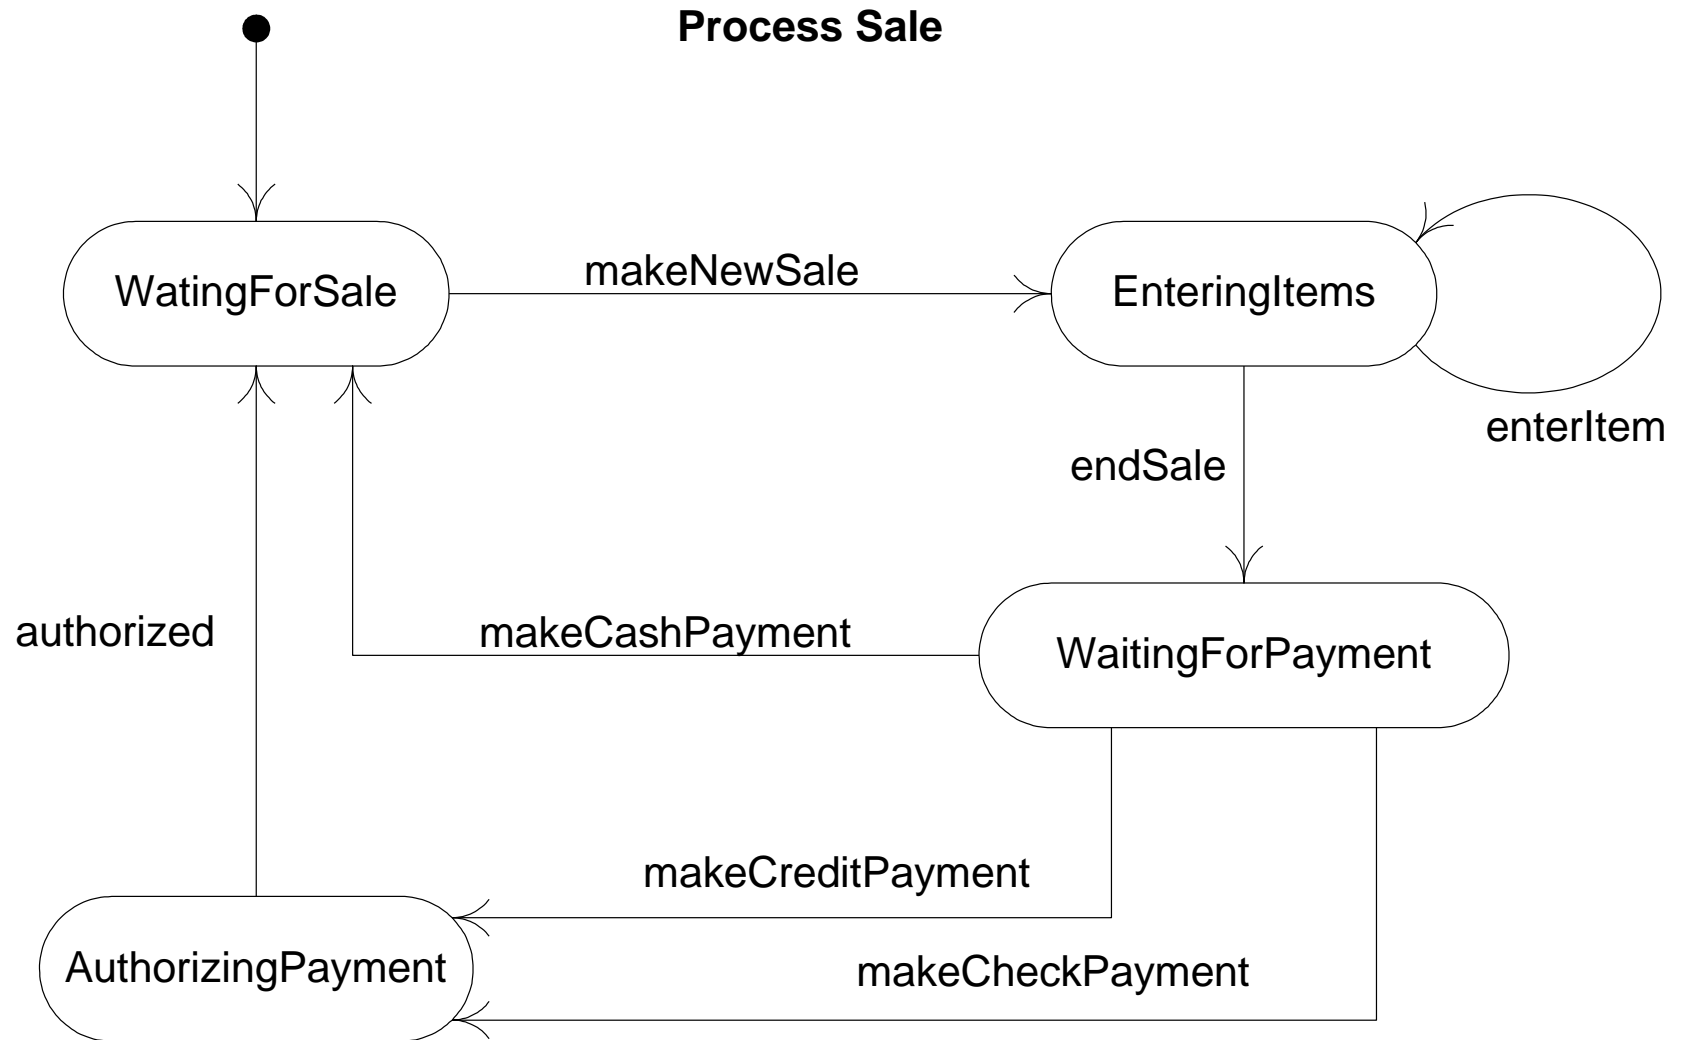 Process Sale
WatingForSale
makeNewSale
EnteringItems
enterItem
endSale
authorized
makeCashPayment
WaitingForPayment
makeCreditPayment
AuthorizingPayment
makeCheckPayment